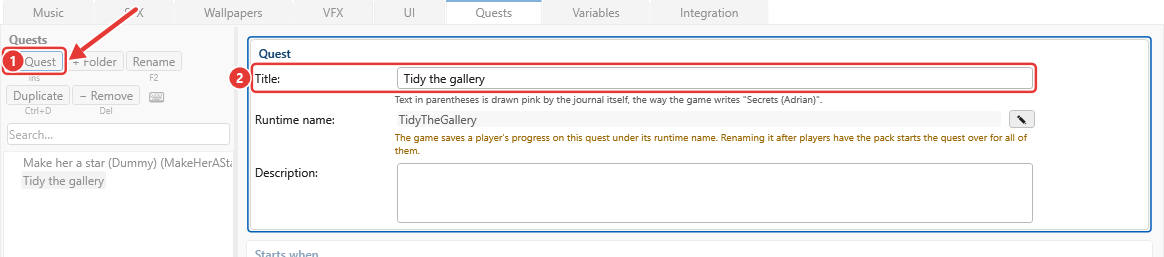 Music
Wallpapers
VFX
UI
Quests
Variables
Integration
Quests
1
Quest
+ Folder
Rename
Ins
F2
Duplicate
− Remove
Ctrl+D
Del
Search...
Make her a star (Dummy) (MakeHerASta
Tidy the gallery
Quest
2
Title:
Tidy the gallery
Text in parentheses is drawn pink by the journal itself, the way the game writes "Secrets (Adrian)".
Runtime name:
TidyTheGallery
The game saves a player's progress on this quest under its runtime name. Renaming it after players have the pack starts the quest over for all of
them.
Description:
Starts when